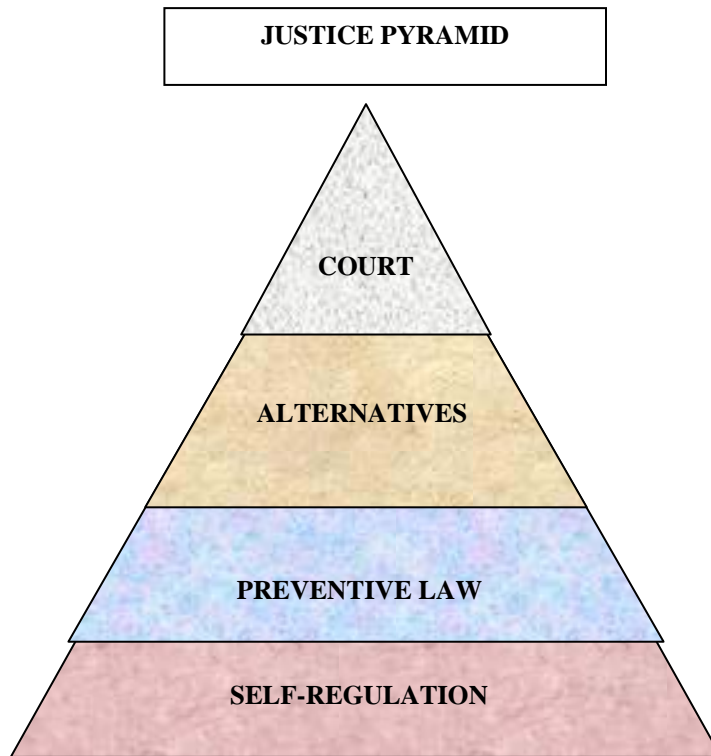 JUSTICE PYRAMID
COURT
ALTERNATIVES
PREVENTIVE LAW
SELF-REGULATION